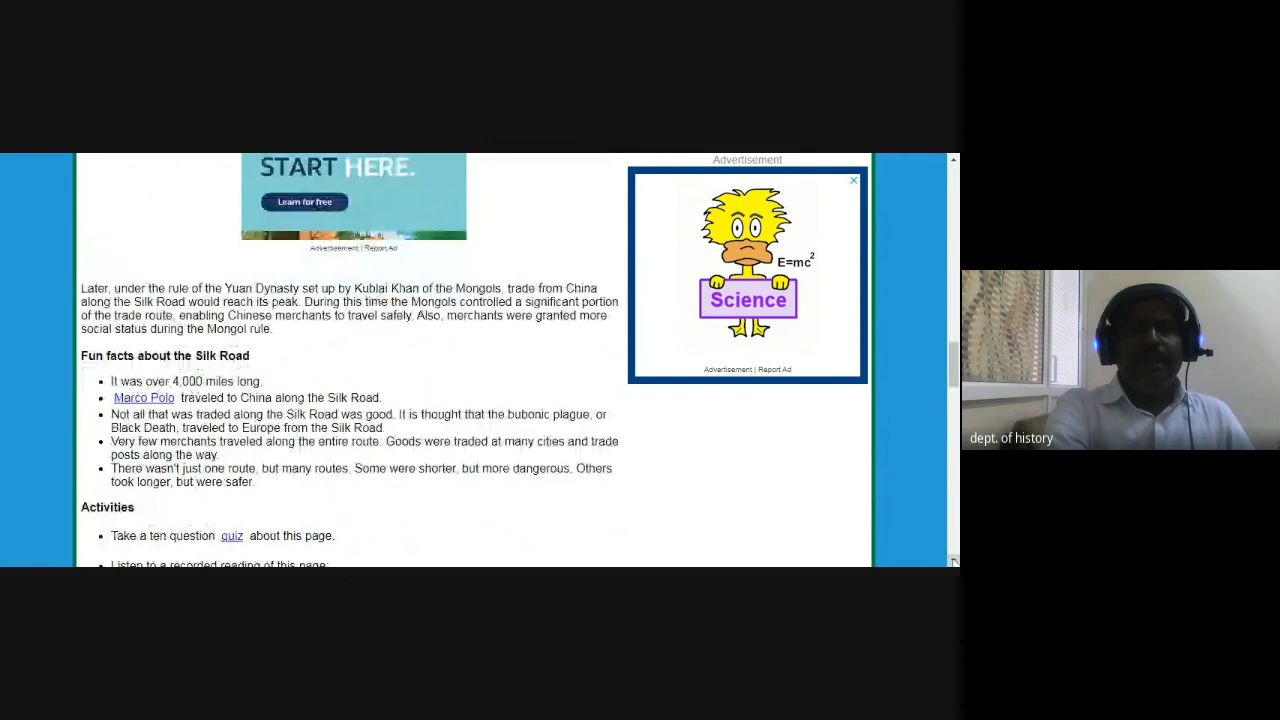 START HERE.
Learn for free
Advertisement | Report Ad
Later, under the rule of the Yuan Dynasty set up by Kublai Khan of the Mongols, trade from China
along the Silk Road would reach its peak. During this time the Mongols controlled a significant portion
of the trade route, enabling Chinese merchants to travel safely. Also, merchants were granted more
social status during the Mongol rule.
Fun facts about the Silk Road
• It was over 4,000 miles long.
• Marco Polo traveled to China along the Silk Road.
• Not all that was traded along the Silk Road was good. It is thought that the bubonic plague, or
Black Death, traveled to Europe from the Silk Road.
• Very few merchants traveled along the entire route. Goods were traded at many cities and trade
posts along the way.
• There wasn't just one route, but many routes. Some were shorter, but more dangerous. Others
took longer, but were safer.
Activities
• Take a ten question quiz about this page.
• Listen to a recorded reading of this page:
Advertisement
E=mc²
Science
Advertisement | Report Ad
dept. of history